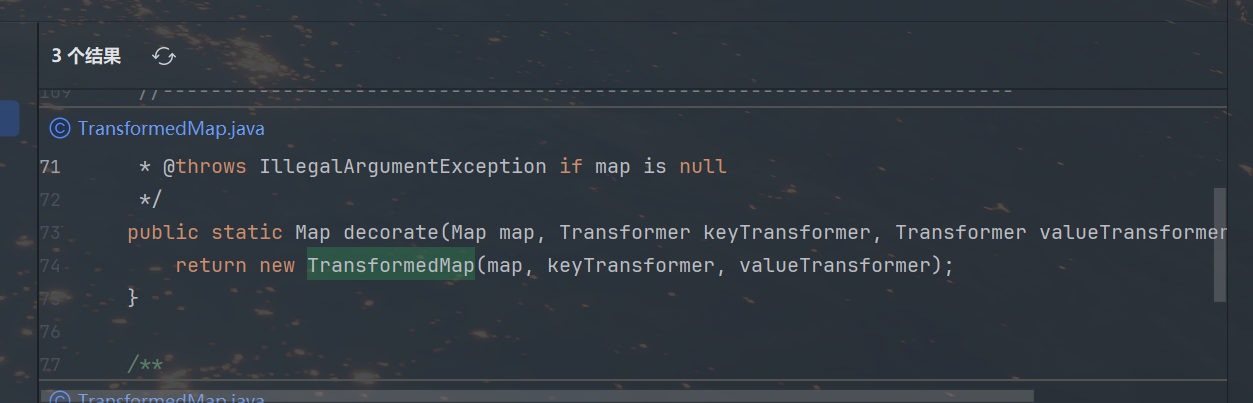 3 个结果
169 //-----------------------------------------------------------------------
TransformedMap.java
71 * @throws IllegalArgumentException if map is null
72 */
73 public static Map decorate(Map map, Transformer keyTransformer, Transformer valueTransformer
74 return new TransformedMap(map, keyTransformer, valueTransformer);
75 }
76
77 /**
TransformedMap.java